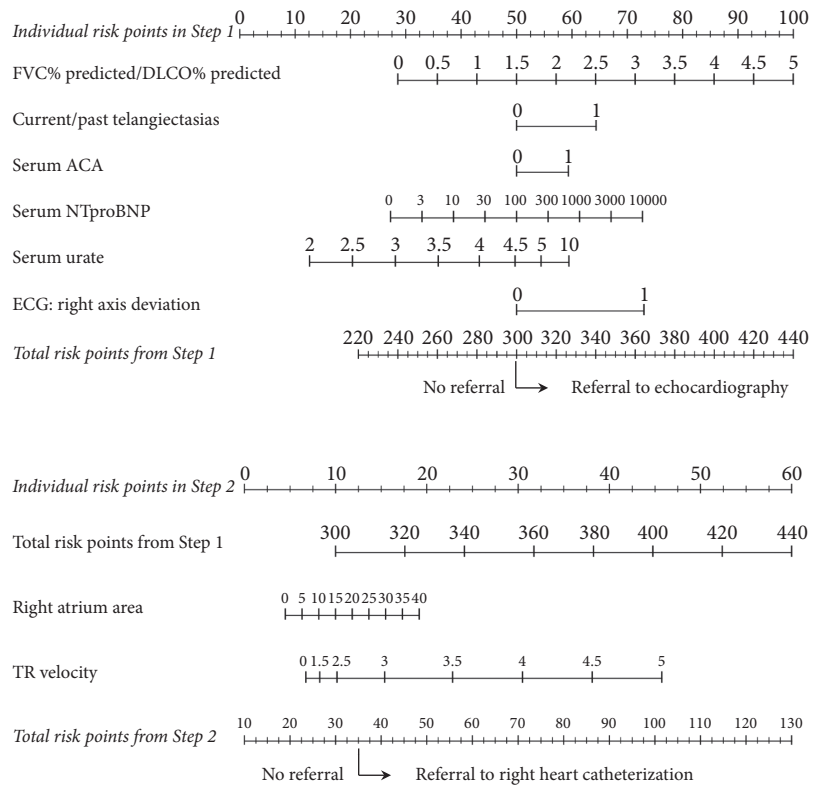 Individual risk points in Step 1 0 10 20 30 40 50 60 70 80 90 100
FVC% predicted/DLCO% predicted 0 0.5 1 1.5 2 2.5 3 3.5 4 4.5 5
Current/past telangiectasias 0 1
Serum ACA 0 1
Serum NTproBNP 0 3 10 30 100 300 1000 3000 10000
Serum urate 2 2.5 3 3.5 4 4.5 5 10
ECG: right axis deviation 0 1
Total risk points from Step 1 220 240 260 280 300 320 340 360 380 400 420 440
No referral Referral to echocardiography
Individual risk points in Step 2 0 10 20 30 40 50 60
Total risk points from Step 1 300 320 340 360 380 400 420 440
Right atrium area 0 5 10 15 20 25 30 35 40
TR velocity 0 1.5 2.5 3 3.5 4 4.5 5
Total risk points from Step 2 10 20 30 40 50 60 70 80 90 100 110 120 130
No referral Referral to right heart catheterization